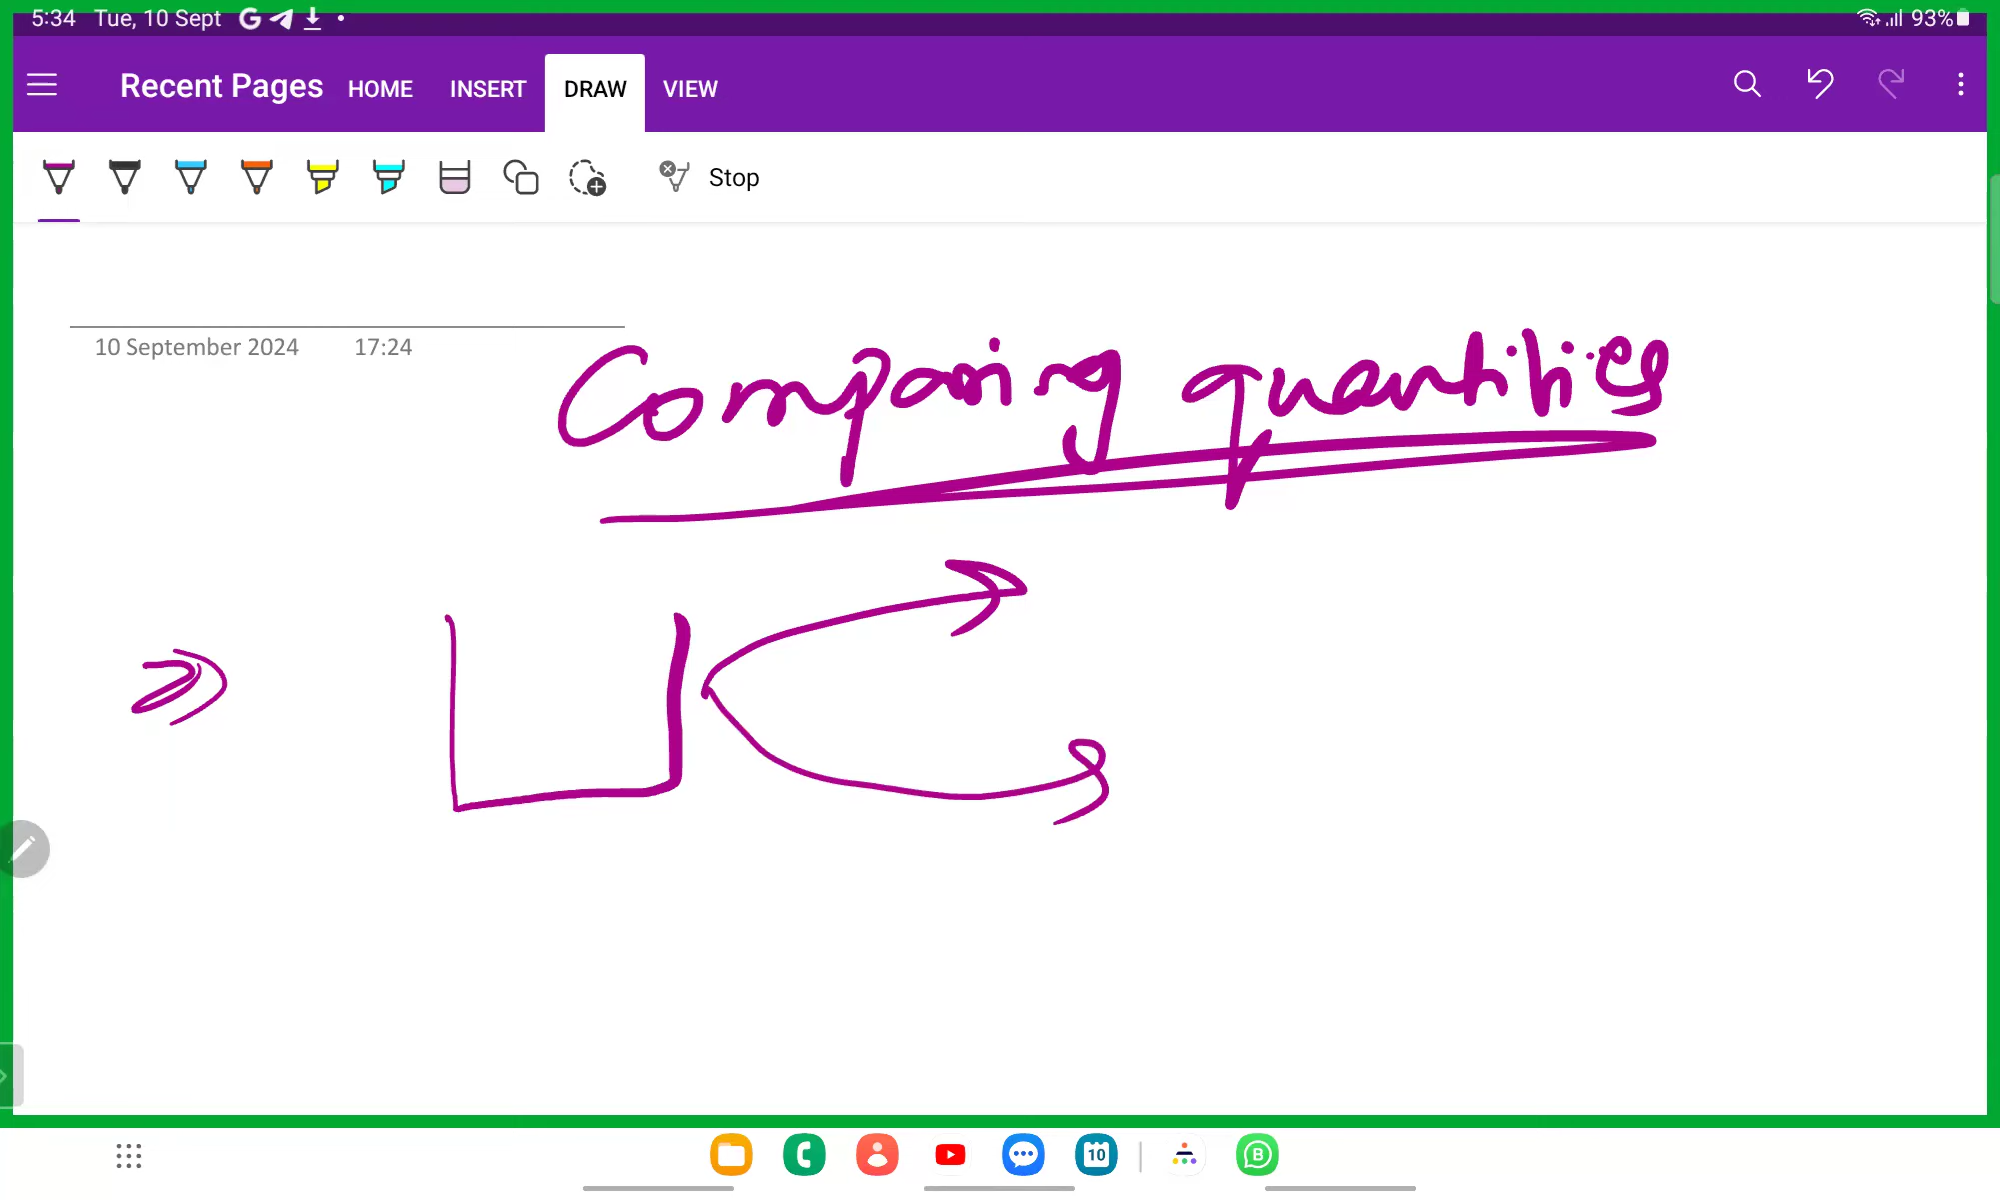 5:34 Tue, 10 Sept 93%
Recent Pages HOME INSERT DRAW VIEW
Stop
10 September 2024 17:24
Comparing quantities
10
B